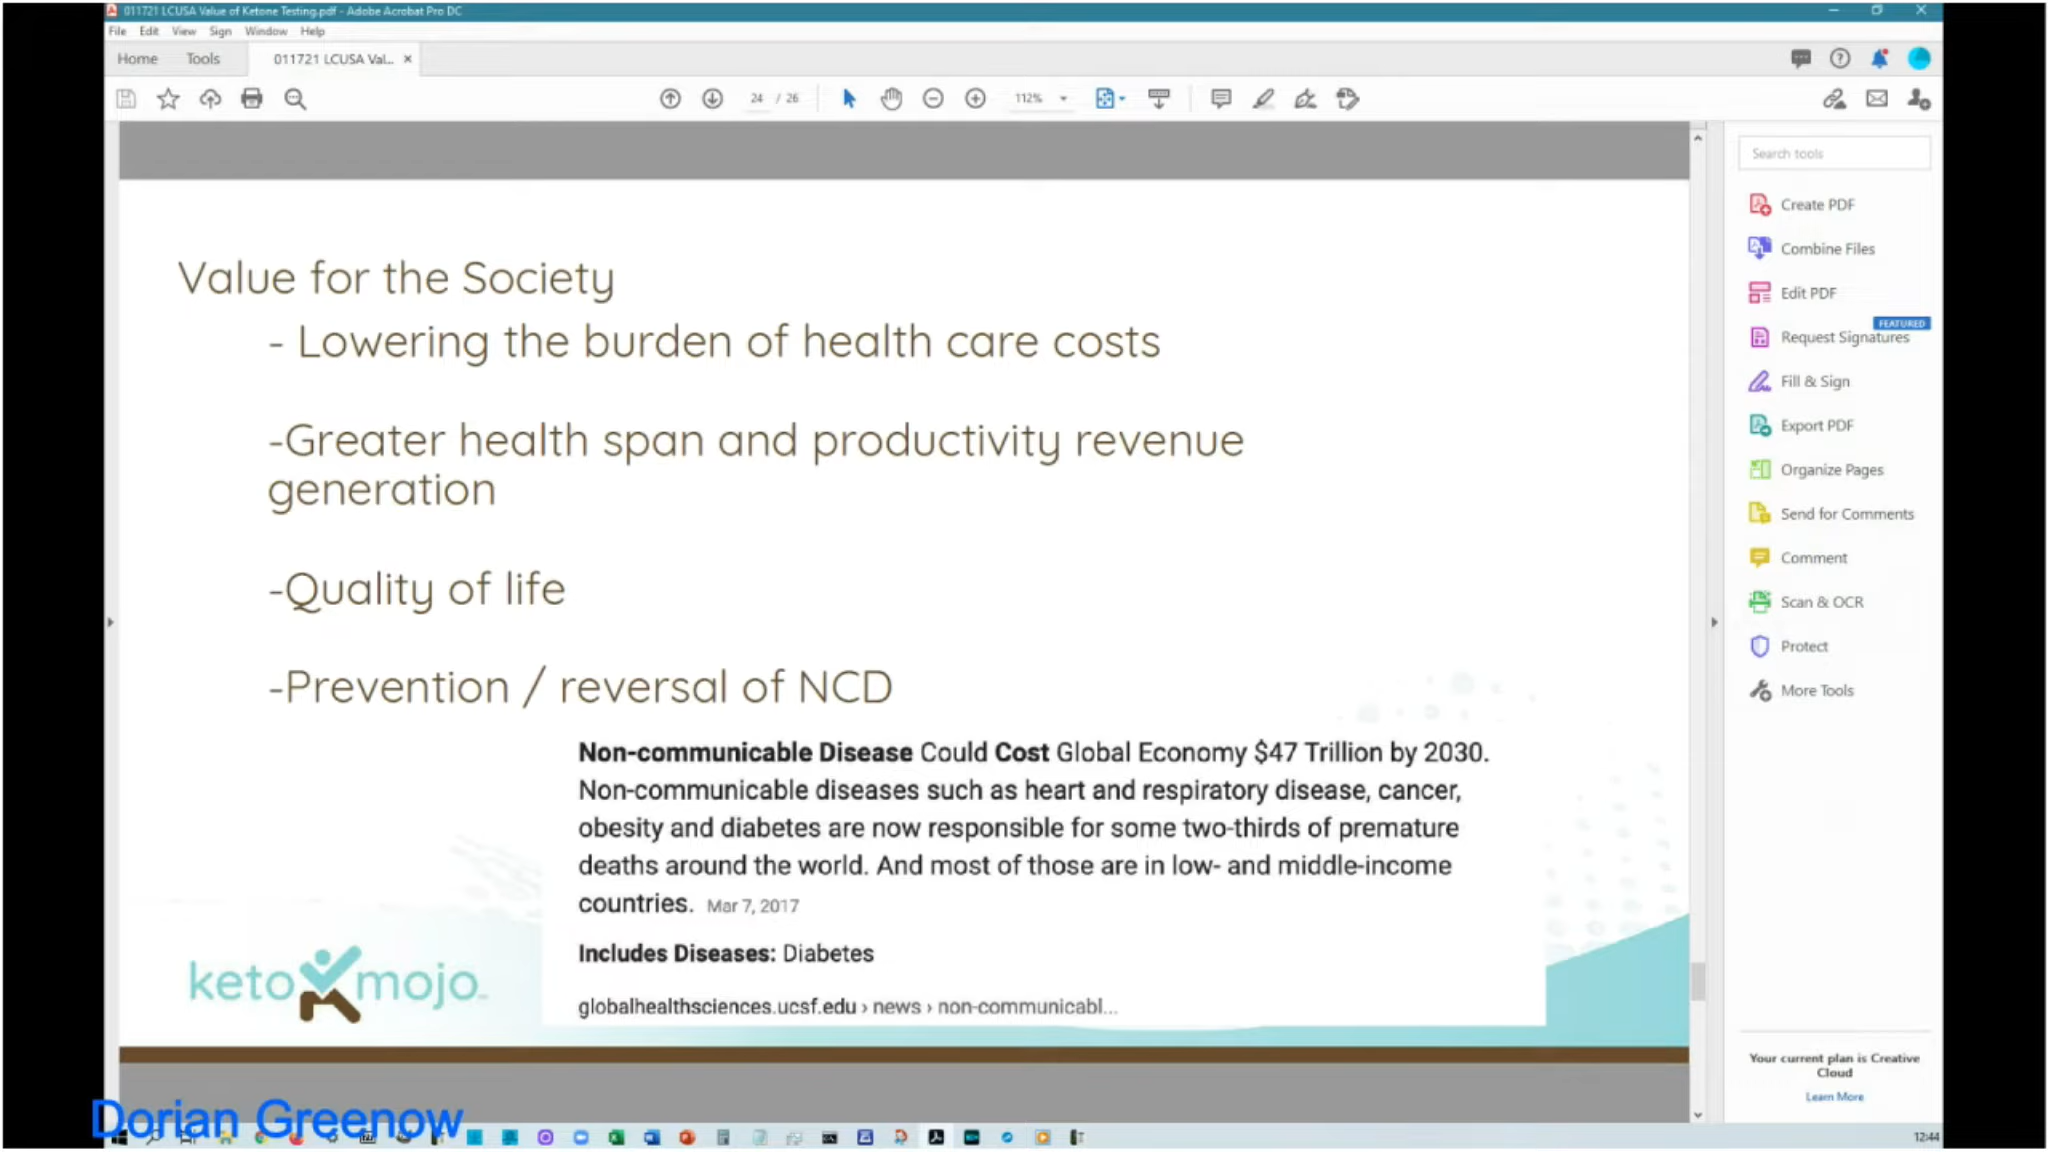 011721 LCUSA Value of Ketone Testing.pdf - Adobe Acrobat Pro DC
File Edit View Sign Window Help
Home Tools 011721 LCUSA Val... ×
24 / 26 112%
Search tools
Create PDF
Combine Files
Edit PDF
FEATURED
Request Signatures
Fill & Sign
Export PDF
Organize Pages
Send for Comments
Comment
Scan & OCR
Protect
More Tools
Value for the Society
- Lowering the burden of health care costs
-Greater health span and productivity revenue
generation
-Quality of life
-Prevention / reversal of NCD
Non-communicable Disease Could Cost Global Economy $47 Trillion by 2030.
Non-communicable diseases such as heart and respiratory disease, cancer,
obesity and diabetes are now responsible for some two-thirds of premature
deaths around the world. And most of those are in low- and middle-income
countries. Mar 7, 2017
Includes Diseases: Diabetes
globalhealthsciences.ucsf.edu › news › non-communicabl...
keto mojo
Your current plan is Creative
Cloud
Learn More
Dorian Greenow
12:44